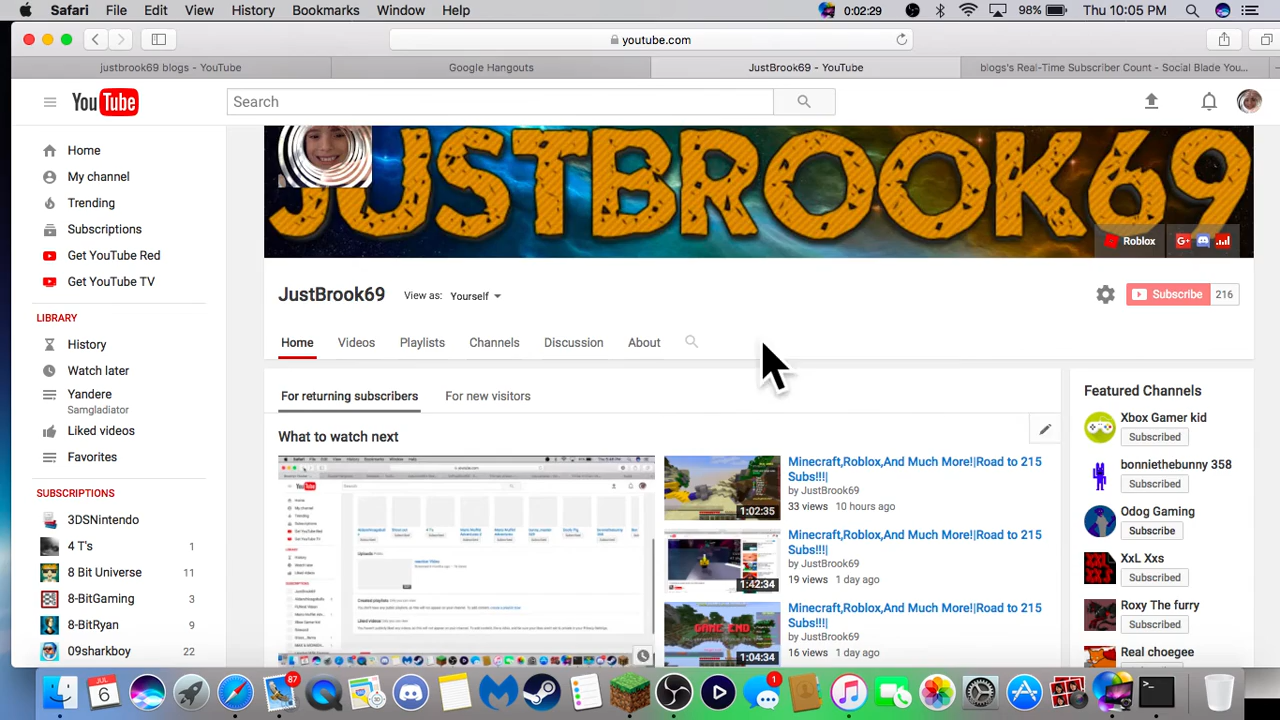 Safari File Edit View History Bookmarks Window Help 0:02:29 98% Thu 10:05 PM
youtube.com
justbrook69 blogs - YouTube Google Hangouts JustBrook69 - YouTube blogs's Real-Time Subscriber Count - Social Blade You...
YouTube Search
JUSTBROOK69
Roblox
Home
My channel
Trending
Subscriptions
Get YouTube Red
Get YouTube TV
LIBRARY
History
Watch later
Yandere
Samgladiator
Liked videos
Favorites
SUBSCRIPTIONS
3DSNintendo
4 T's 1
8 Bit Universe 11
8-BitGaming 3
8-BitRyan 9
09sharkboy 22
JustBrook69 View as: Yourself Subscribe 216
Home Videos Playlists Channels Discussion About
For returning subscribers For new visitors
What to watch next
Minecraft,Roblox,And Much More!|Road to 215
Subs!!!|
by JustBrook69
33 views 10 hours ago
1:02:35
Minecraft,Roblox,And Much More!|Road to 215
Subs!!!|
by JustBrook69
19 views 1 day ago
1:42:34
Minecraft,Roblox,And Much More!|Road to 215
Subs!!!|
by JustBrook69
16 views 1 day ago
GAME END
1:04:34
Featured Channels
Xbox Gamer kid
Subscribed
bonniethebunny 358
Subscribed
Odog Gaming
Subscribed
XxL Xxs
Subscribed
Foxy The furry
Subscribed
Real choegee
JUL
6
87
1